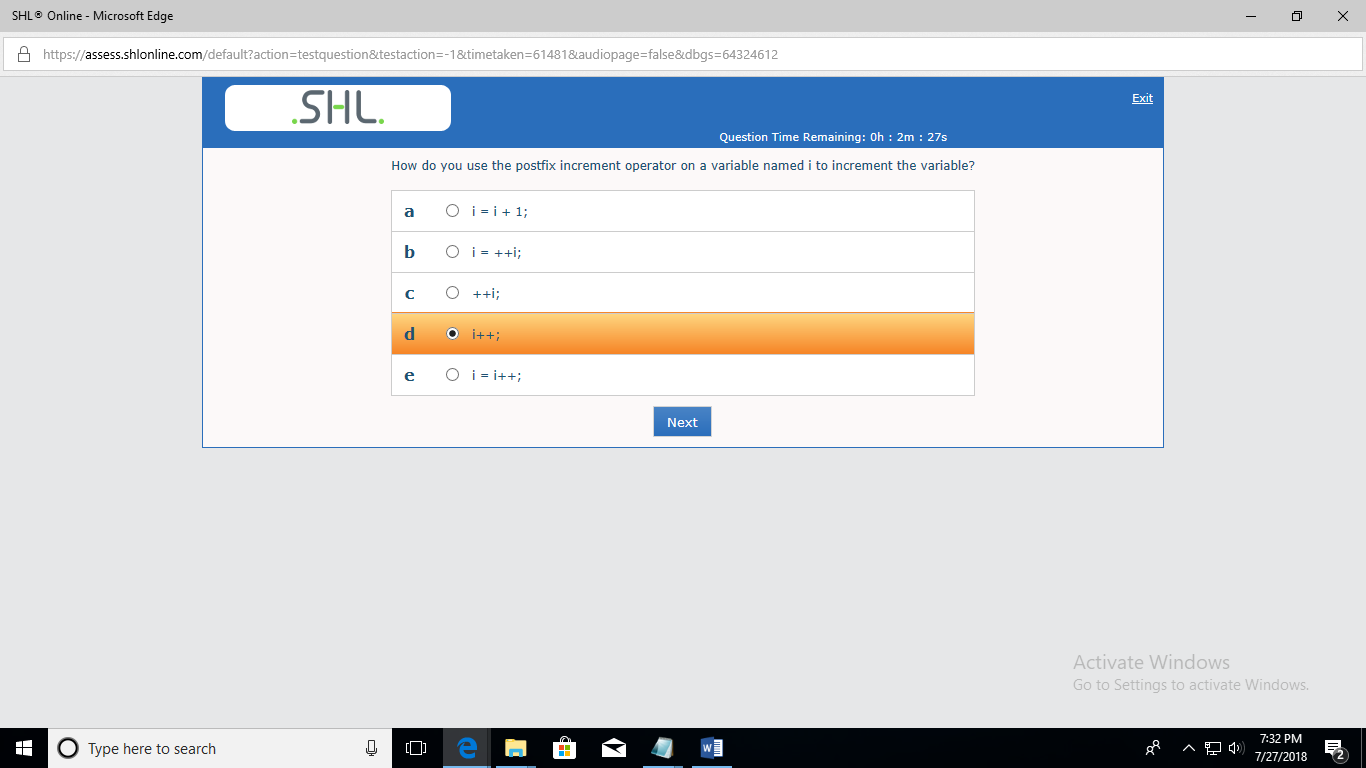 SHL® Online - Microsoft Edge
https://assess.shlonline.com/default?action=testquestion&testaction=-1&timetaken=61481&audiopage=false&dbgs=64324612
.SHL.
Exit
Question Time Remaining: 0h : 2m : 27s
How do you use the postfix increment operator on a variable named i to increment the variable?
a i = i + 1;
b i = ++i;
c ++i;
d i++;
e i = i++;
Next
Activate Windows
Go to Settings to activate Windows.
Type here to search
7:32 PM
7/27/2018
2